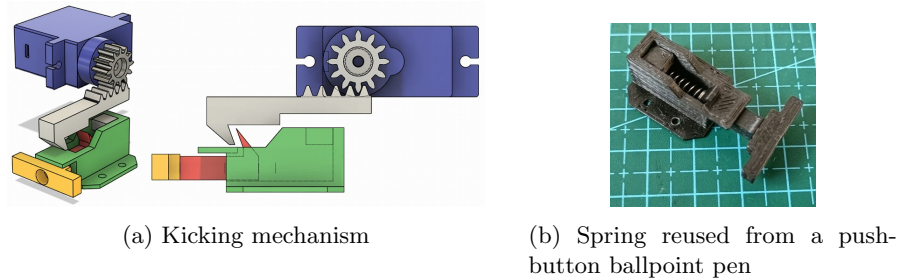 (a) Kicking mechanism
(b) Spring reused from a push-
button ballpoint pen